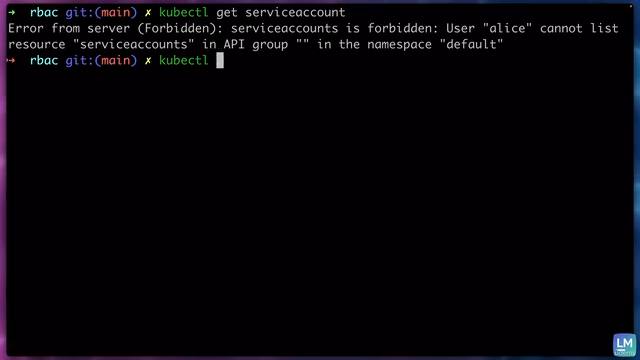 ➜  rbac git:(main) ✗ kubectl get serviceaccount
Error from server (Forbidden): serviceaccounts is forbidden: User "alice" cannot list
resource "serviceaccounts" in API group "" in the namespace "default"
➜  rbac git:(main) ✗ kubectl
LM